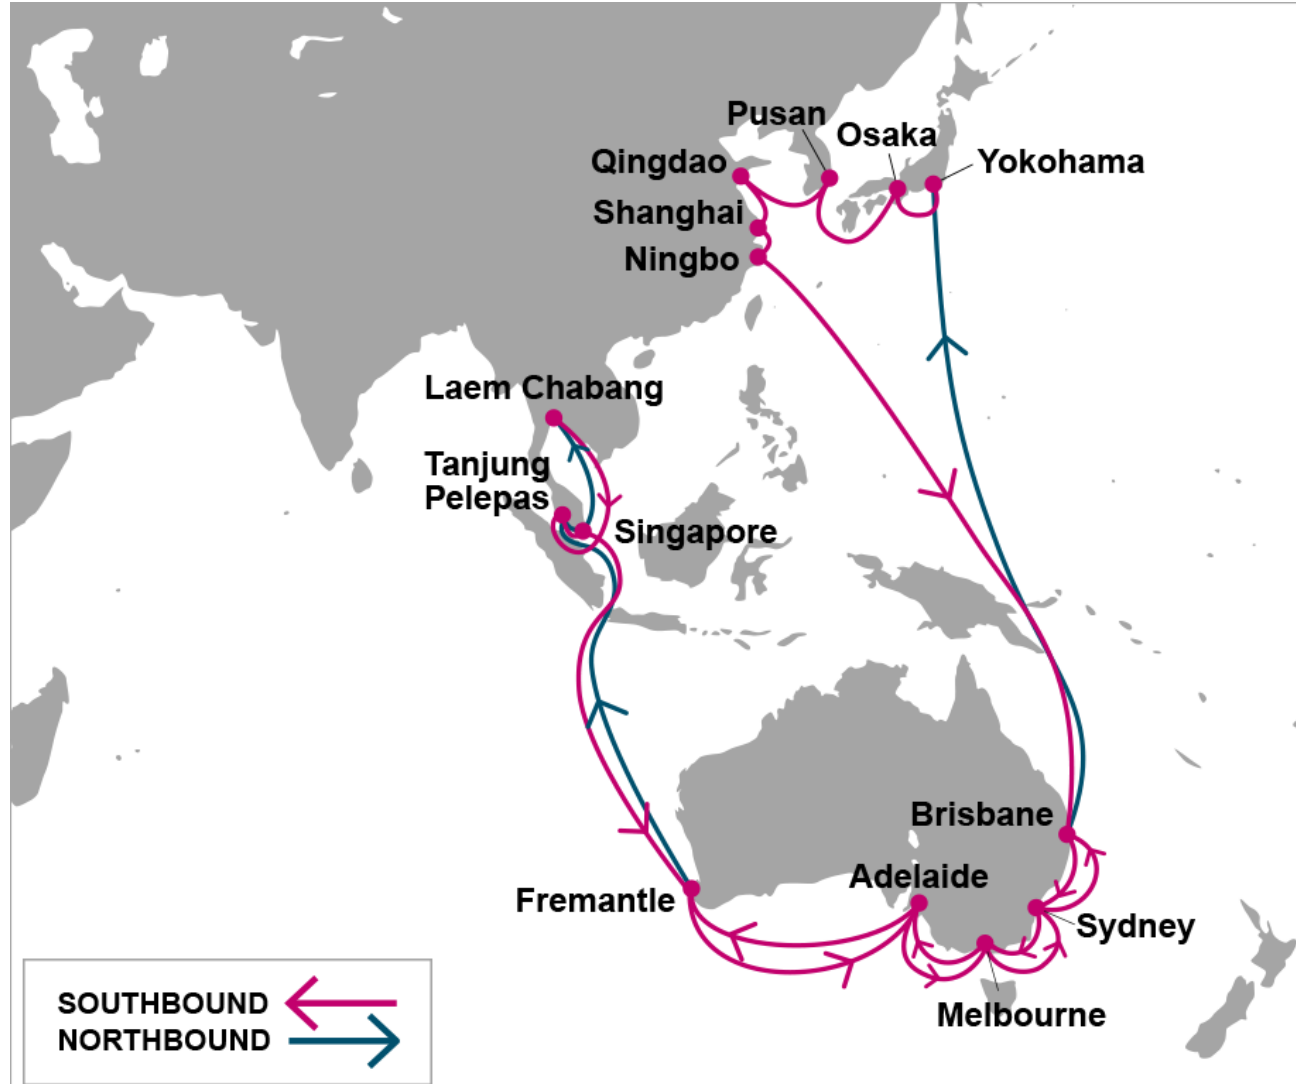 Pusan
Osaka
Qingdao
Yokohama
Shanghai
Ningbo
Laem Chabang
Tanjung
Pelepas
Singapore
Brisbane
Adelaide
Fremantle
Sydney
Melbourne
SOUTHBOUND
NORTHBOUND